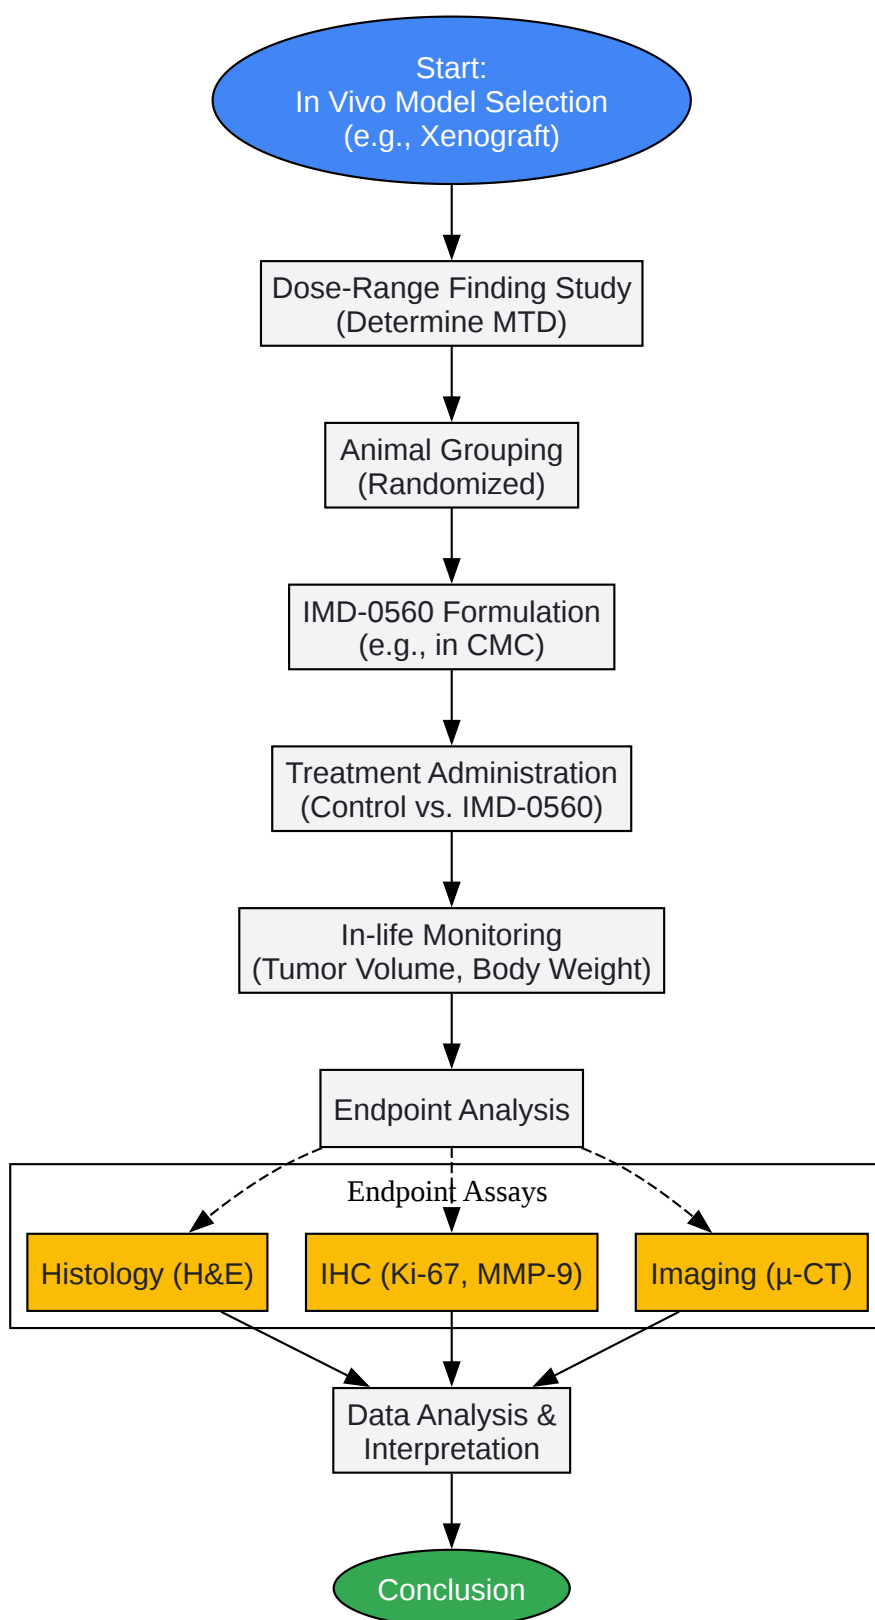 Start:
In Vivo Model Selection
(e.g., Xenograft)
Dose-Range Finding Study
(Determine MTD)
Animal Grouping
(Randomized)
IMD-0560 Formulation
(e.g., in CMC)
Treatment Administration
(Control vs. IMD-0560)
In-life Monitoring
(Tumor Volume, Body Weight)
Endpoint Analysis
Endpoint Assays
Histology (H&E)
IHC (Ki-67, MMP-9)
Imaging (µ-CT)
Data Analysis &
Interpretation
Conclusion